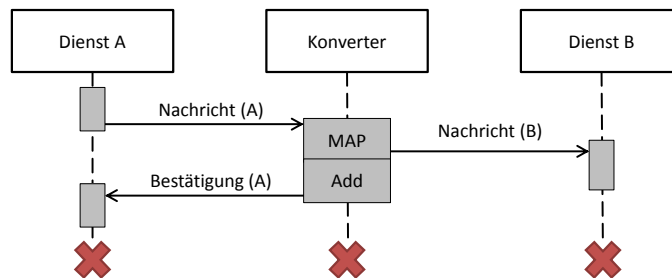 Dienst A
Konverter
Dienst B
Nachricht (A)
MAP
Nachricht (B)
Bestätigung (A)
Add